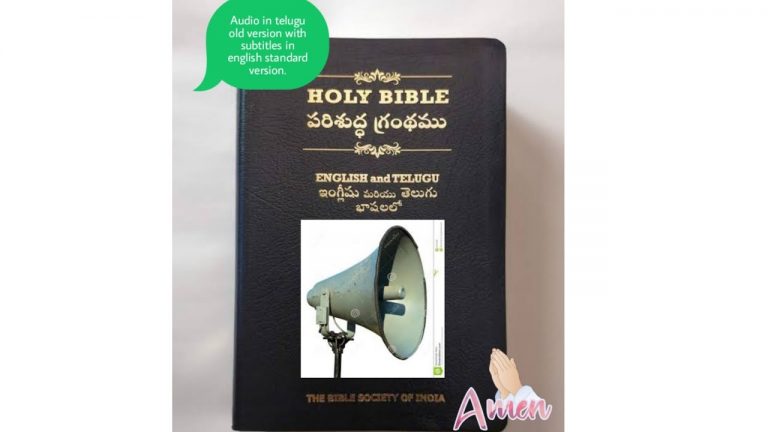 Audio in telugu
old version with
subtitles in
english standard
version.
HOLY BIBLE
పరిశుద్ధ గ్రంథము
ENGLISH and TELUGU
ఇంగ్లీషు మరియు తెలుగు
భాషలలో
THE BIBLE SOCIETY OF INDIA
Amen